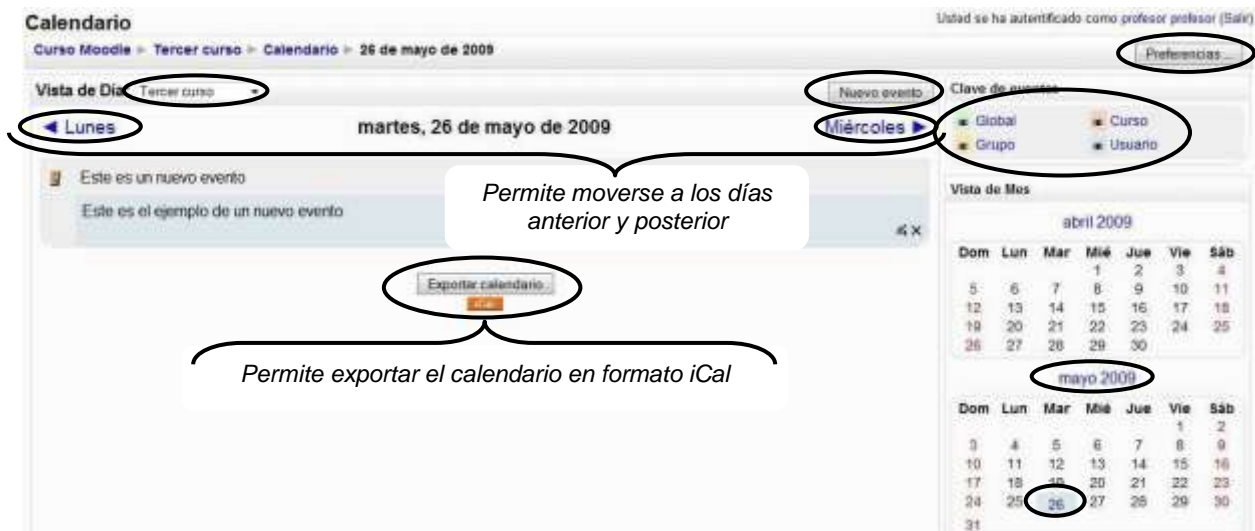 Calendario
Usted se ha autentificado como profesor profesor (Salir)
Curso Moodle ► Tercer curso ► Calendario ► 26 de mayo de 2009
Preferencias...
Vista de Día Tercer curso
Nuevo evento
Clave de eventos
◄ Lunes
martes, 26 de mayo de 2009
Miércoles ►
Global Curso
Grupo Usuario
Este es un nuevo evento
Este es el ejemplo de un nuevo evento
Permite moverse a los días
anterior y posterior
Exportar calendario
iCal
Permite exportar el calendario en formato iCal
Vista de Mes
abril 2009
Dom Lun Mar Mié Jue Vie Sáb
1 2 3 4
5 6 7 8 9 10 11
12 13 14 15 16 17 18
19 20 21 22 23 24 25
26 27 28 29 30
mayo 2009
Dom Lun Mar Mié Jue Vie Sáb
1 2
3 4 5 6 7 8 9
10 11 12 13 14 15 16
17 18 19 20 21 22 23
24 25 26 27 28 29 30
31